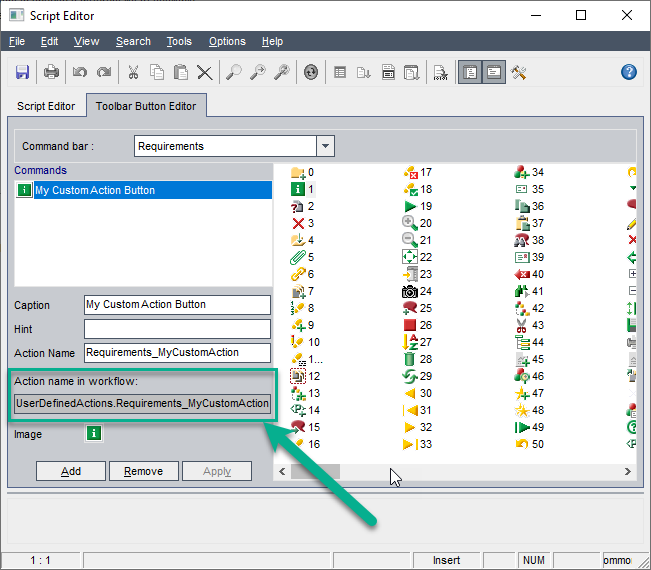 Script Editor
File Edit View Search Tools Options Help
Script Editor Toolbar Button Editor
Command bar : Requirements
Commands
My Custom Action Button
Caption My Custom Action Button
Hint
Action Name Requirements_MyCustomAction
Action name in workflow:
UserDefinedActions.Requirements_MyCustomAction
Image
Add Remove Apply
0 17 34
1 18 35
2 19 36
3 20 37
4 21 38
5 22 39
6 23 40
7 24 41
8 25 42
9 26 43
10 27 44
1... 28 45
12 29 46
13 30 47
14 31 48
15 32 49
16 33 50
1 : 1 Insert NUM ommo